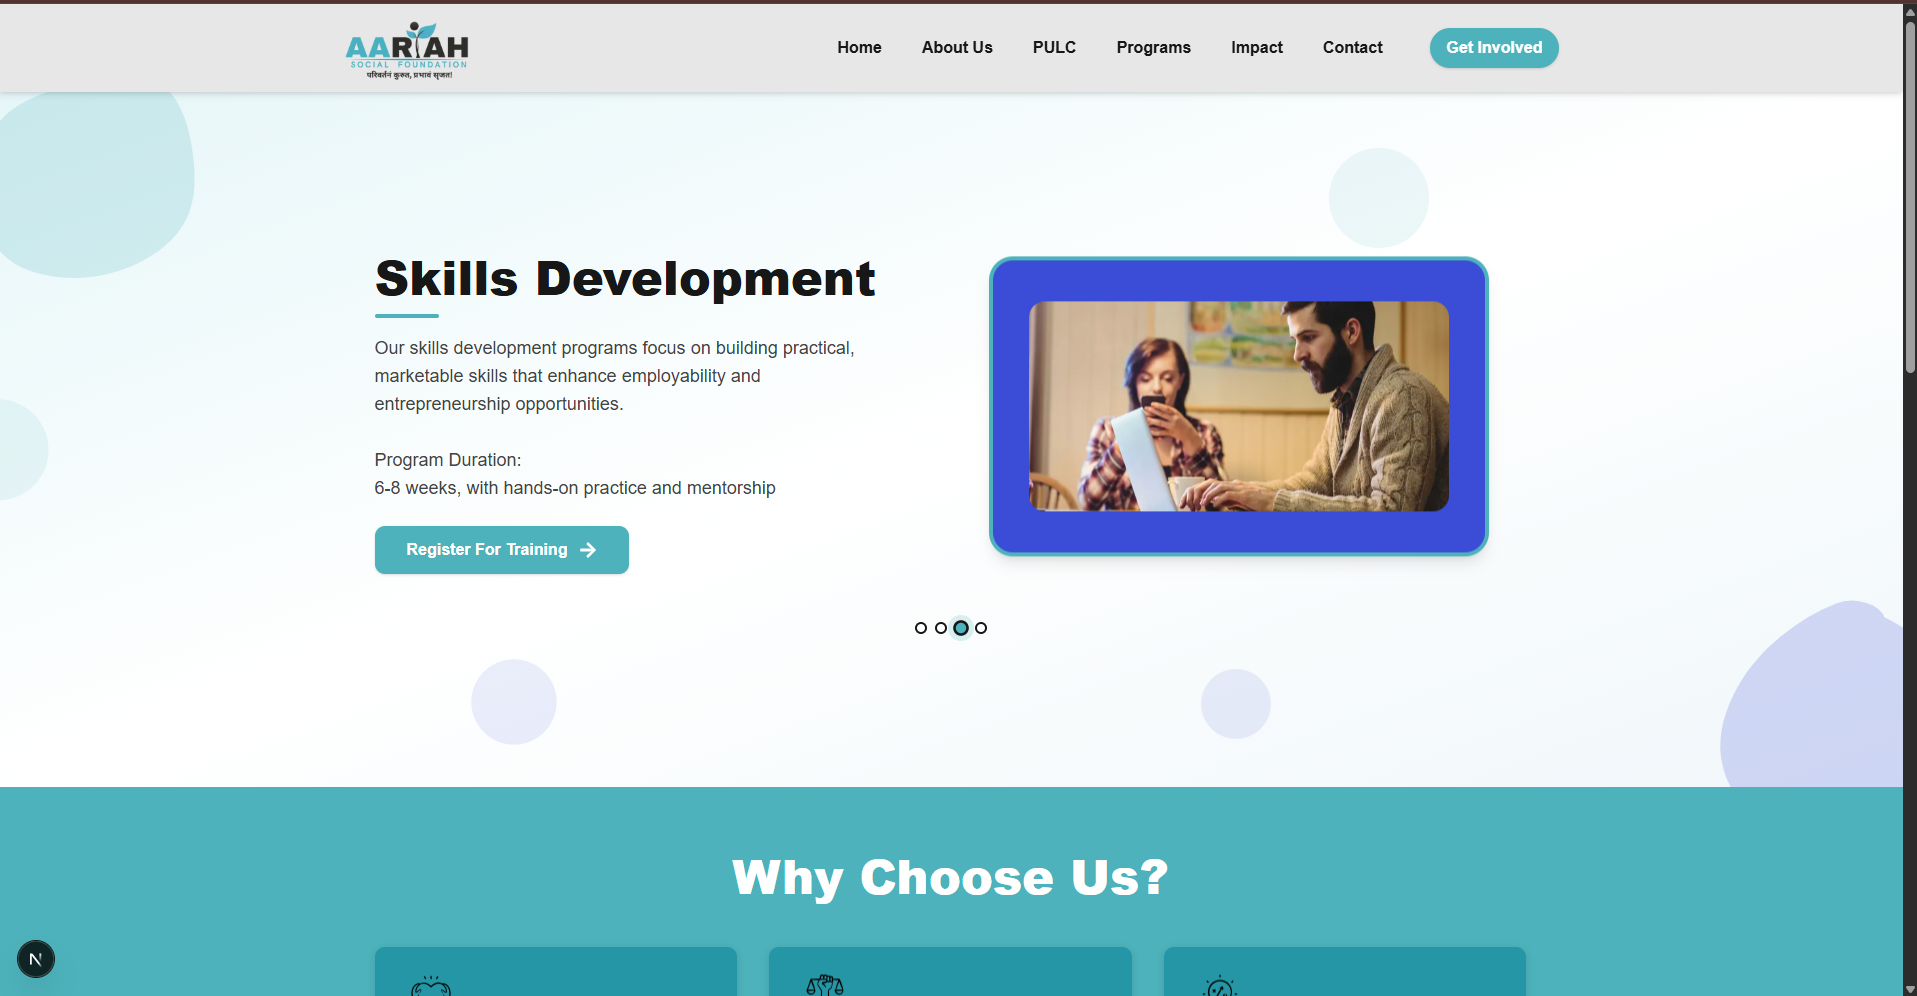 AARIAH
SOCIAL FOUNDATION
परिवर्तनं कुरुत, प्रभावं सृजत!
Home
About Us
PULC
Programs
Impact
Contact
Get Involved
Skills Development
Our skills development programs focus on building practical,
marketable skills that enhance employability and
entrepreneurship opportunities.
Program Duration:
6-8 weeks, with hands-on practice and mentorship
Register For Training
Why Choose Us?
N